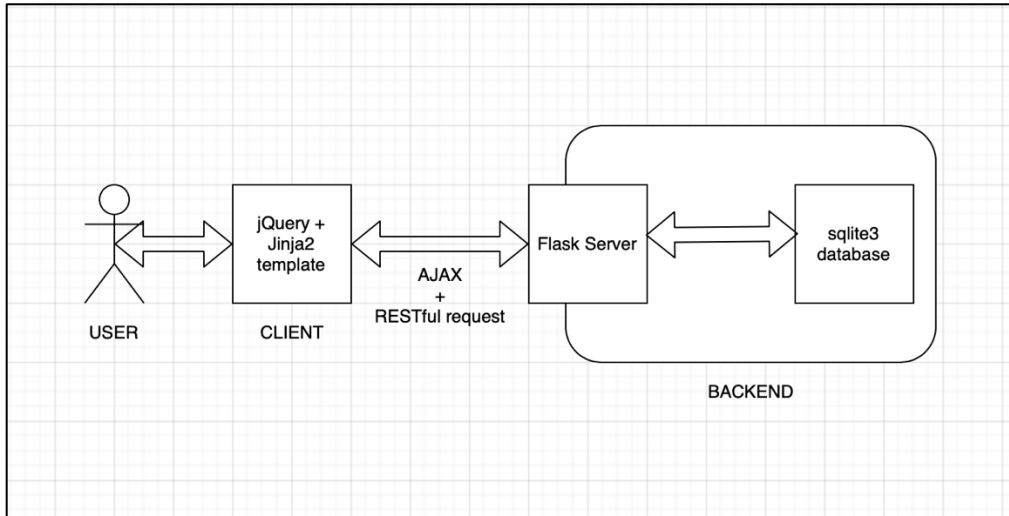 jQuery +
Jinja2
template
Flask Server
sqlite3
database
AJAX
+
RESTful request
USER
CLIENT
BACKEND